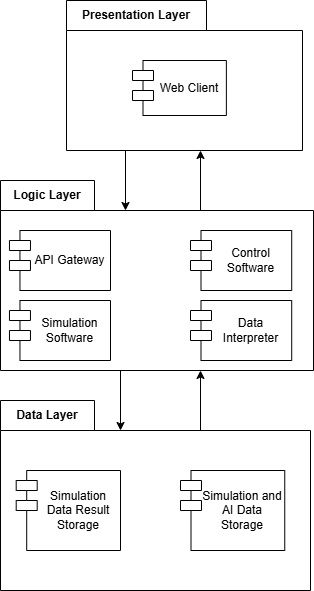 Presentation Layer
Web Client
Logic Layer
API Gateway
Control
Software
Simulation
Software
Data
Interpreter
Data Layer
Simulation
Data Result
Storage
Simulation and
AI Data
Storage